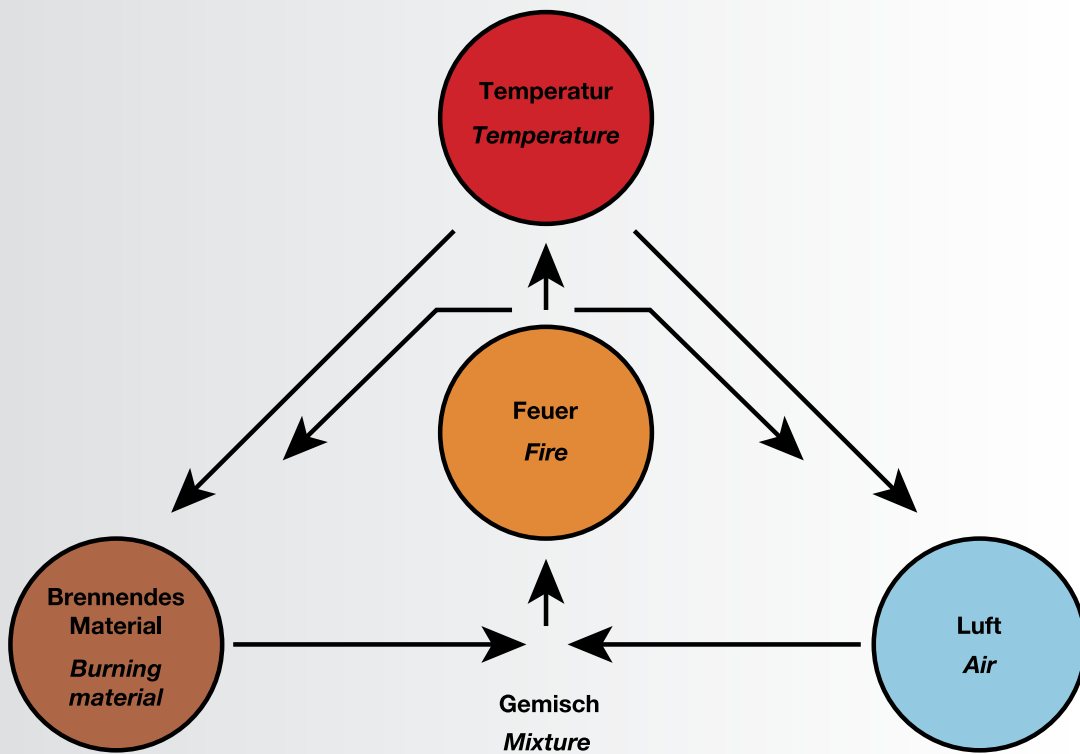 Temperatur
Temperature
Feuer
Fire
Brennendes
Material
Burning
material
Luft
Air
Gemisch
Mixture